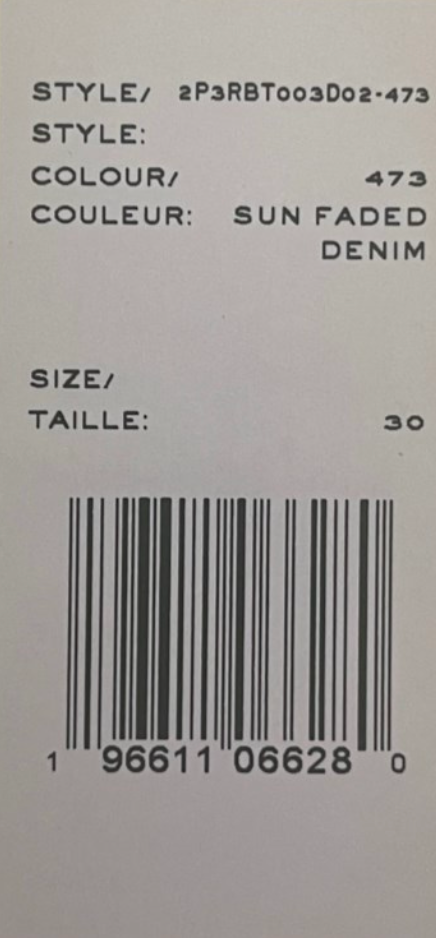 STYLE/ 2P3RBT003D02-473
STYLE:
COLOUR/ 473
COULEUR: SUN FADED
DENIM
SIZE/
TAILLE: 30
1 96611 06628 0